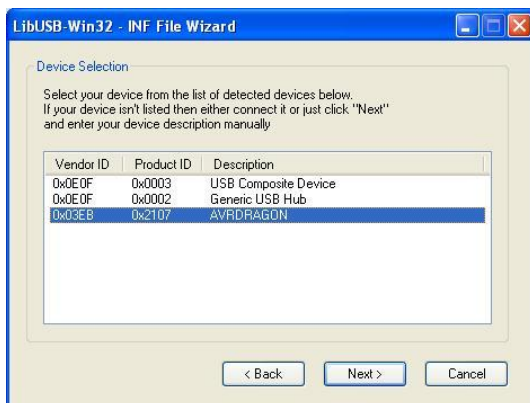 LibUSB-Win32 - INF File Wizard
Device Selection
Select your device from the list of detected devices below.
If your device isn't listed then either connect it or just click "Next"
and enter your device description manually
Vendor ID Product ID Description
0x0E0F 0x0003 USB Composite Device
0x0E0F 0x0002 Generic USB Hub
0x03EB 0x2107 AVRDRAGON
< Back Next > Cancel